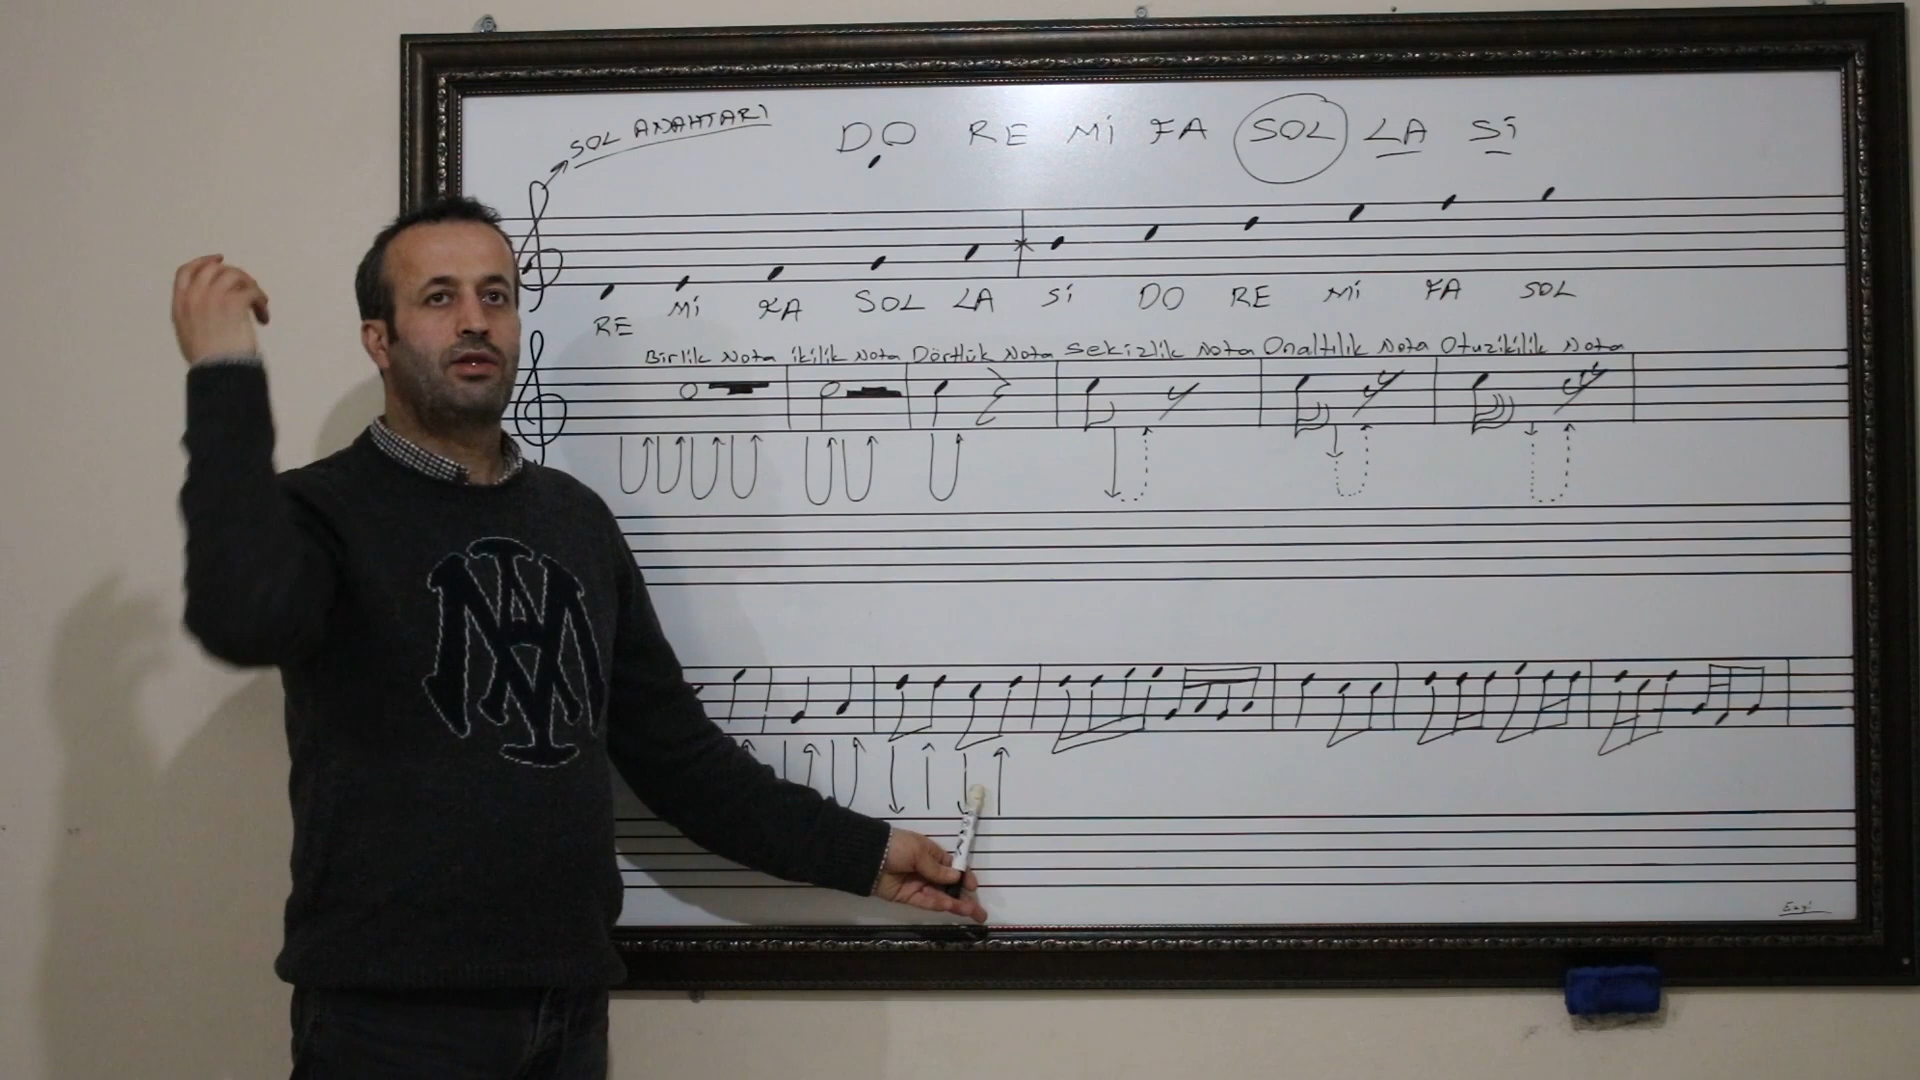 SOL ANAHTARI
DO RE Mİ FA SOL LA Sİ
RE Mİ FA SOL LA Sİ DO RE Mİ FA SOL
Birlik Nota ikilik Nota Dörtlük Nota Sekizlik Nota Onaltılık Nota Otuzikilik Nota